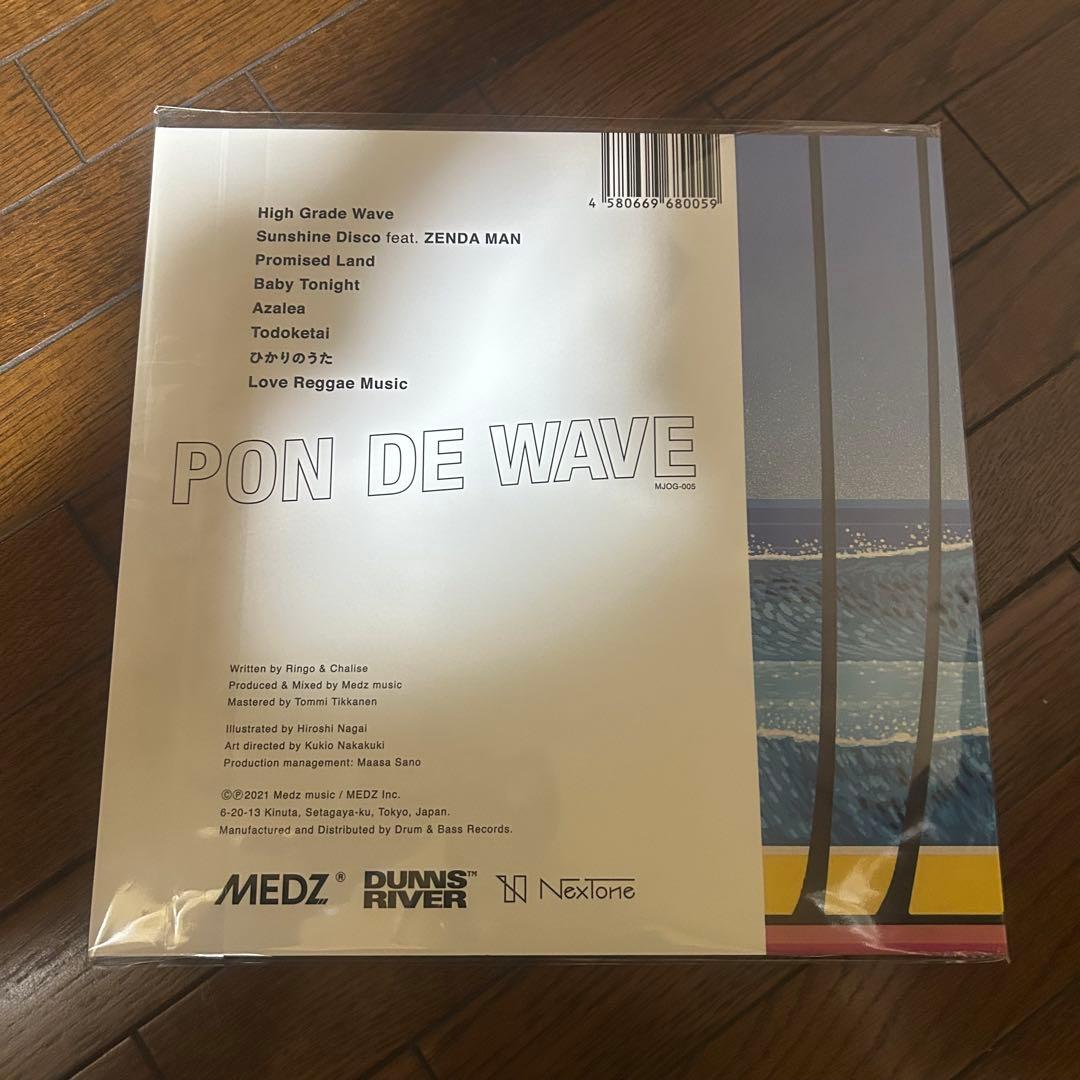 4 580669 680059
High Grade Wave
Sunshine Disco feat. ZENDA MAN
Promised Land
Baby Tonight
Azalea
Todoketai
ひかりのうた
Love Reggae Music
PON DE WAVE
MJOG-005
Written by Ringo & Chalise
Produced & Mixed by Medz music
Mastered by Tommi Tikkanen
Illustrated by Hiroshi Nagai
Art directed by Kukio Nakakuki
Production management: Maasa Sano
©℗2021 Medz music / MEDZ Inc.
6-20-13 Kinuta, Setagaya-ku, Tokyo, Japan.
Manufactured and Distributed by Drum & Bass Records.
MEDZ ®
DUNNS RIVER™
NexTone